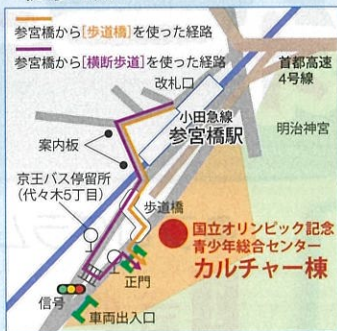 参宮橋から[歩道橋]を使った経路
参宮橋から[横断歩道]を使った経路
改札口
首都高速
4号線
小田急線
参宮橋駅
明治神宮
案内板
京王バス停留所
(代々木5丁目)
歩道橋
国立オリンピック記念
青少年総合センター
カルチャー棟
正門
信号
車両出入口